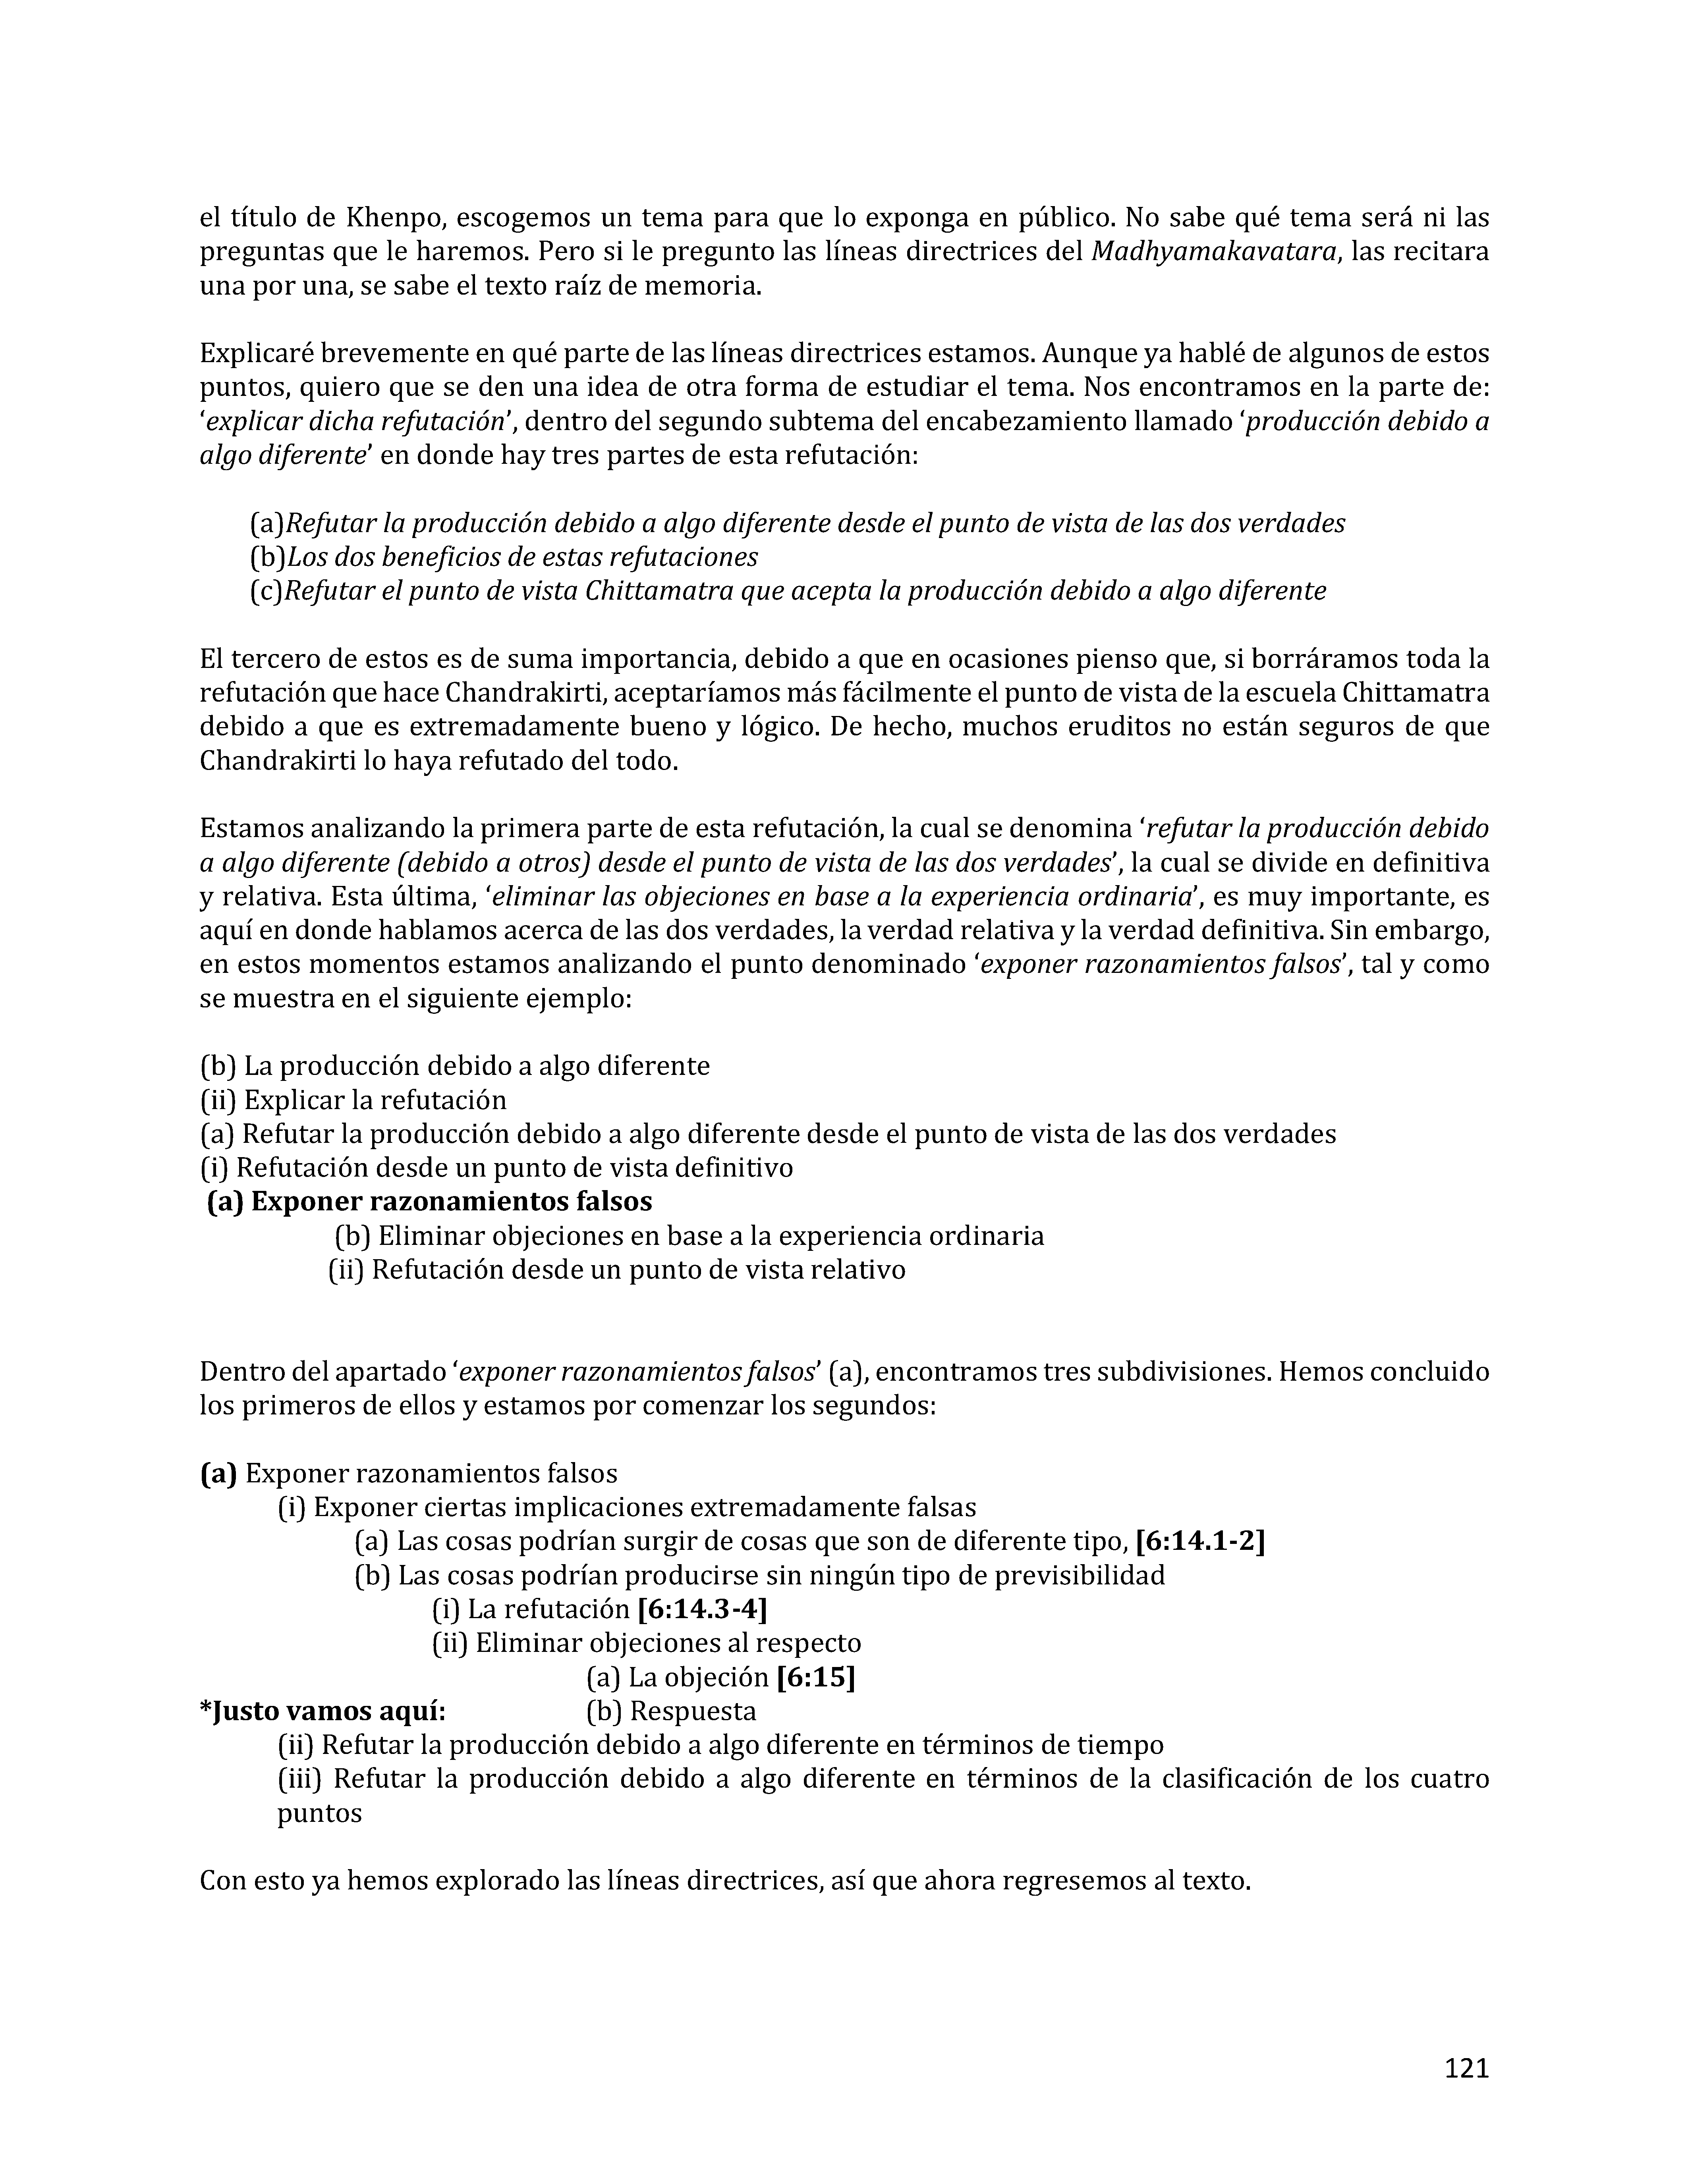 el título de Khenpo, escogemos un tema para que lo exponga en público. No sabe qué tema será ni las
preguntas que le haremos. Pero si le pregunto las líneas directrices del Madhyamakavatara, las recitara
una por una, se sabe el texto raíz de memoria.
Explicaré brevemente en qué parte de las líneas directrices estamos. Aunque ya hablé de algunos de estos
puntos, quiero que se den una idea de otra forma de estudiar el tema. Nos encontramos en la parte de:
‘explicar dicha refutación’, dentro del segundo subtema del encabezamiento llamado ‘producción debido a
algo diferente’ en donde hay tres partes de esta refutación:
(a)Refutar la producción debido a algo diferente desde el punto de vista de las dos verdades
(b)Los dos beneficios de estas refutaciones
(c)Refutar el punto de vista Chittamatra que acepta la producción debido a algo diferente
El tercero de estos es de suma importancia, debido a que en ocasiones pienso que, si borráramos toda la
refutación que hace Chandrakirti, aceptaríamos más fácilmente el punto de vista de la escuela Chittamatra
debido a que es extremadamente bueno y lógico. De hecho, muchos eruditos no están seguros de que
Chandrakirti lo haya refutado del todo.
Estamos analizando la primera parte de esta refutación, la cual se denomina ‘refutar la producción debido
a algo diferente (debido a otros) desde el punto de vista de las dos verdades’, la cual se divide en definitiva
y relativa. Esta última, ‘eliminar las objeciones en base a la experiencia ordinaria’, es muy importante, es
aquí en donde hablamos acerca de las dos verdades, la verdad relativa y la verdad definitiva. Sin embargo,
en estos momentos estamos analizando el punto denominado ‘exponer razonamientos falsos’, tal y como
se muestra en el siguiente ejemplo:
(b) La producción debido a algo diferente
(ii) Explicar la refutación
(a) Refutar la producción debido a algo diferente desde el punto de vista de las dos verdades
(i) Refutación desde un punto de vista definitivo
(a) Exponer razonamientos falsos
(b) Eliminar objeciones en base a la experiencia ordinaria
(ii) Refutación desde un punto de vista relativo
Dentro del apartado ‘exponer razonamientos falsos’ (a), encontramos tres subdivisiones. Hemos concluido
los primeros de ellos y estamos por comenzar los segundos:
(a) Exponer razonamientos falsos
(i) Exponer ciertas implicaciones extremadamente falsas
(a) Las cosas podrían surgir de cosas que son de diferente tipo, [6:14.1-2]
(b) Las cosas podrían producirse sin ningún tipo de previsibilidad
(i) La refutación [6:14.3-4]
(ii) Eliminar objeciones al respecto
(a) La objeción [6:15]
*Justo vamos aquí: (b) Respuesta
(ii) Refutar la producción debido a algo diferente en términos de tiempo
(iii) Refutar la producción debido a algo diferente en términos de la clasificación de los cuatro
puntos
Con esto ya hemos explorado las líneas directrices, así que ahora regresemos al texto.
121